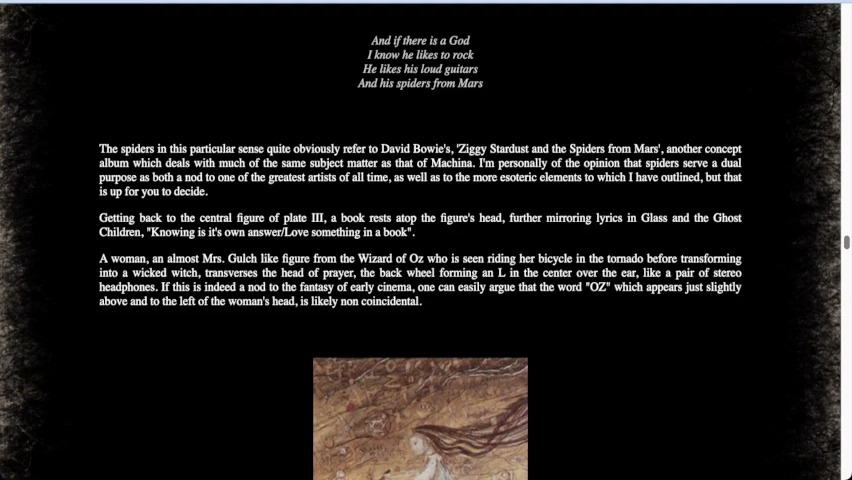 And if there is a God
I know he likes to rock
He likes his loud guitars
And his spiders from Mars
The spiders in this particular sense quite obviously refer to David Bowie's, 'Ziggy Stardust and the Spiders from Mars', another concept
album which deals with much of the same subject matter as that of Machina. I'm personally of the opinion that spiders serve a dual
purpose as both a nod to one of the greatest artists of all time, as well as to the more esoteric elements to which I have outlined, but that
is up for you to decide.
Getting back to the central figure of plate III, a book rests atop the figure's head, further mirroring lyrics in Glass and the Ghost
Children, "Knowing is it's own answer/Love something in a book".
A woman, an almost Mrs. Gulch like figure from the Wizard of Oz who is seen riding her bicycle in the tornado before transforming
into a wicked witch, transverses the head of prayer, the back wheel forming an L in the center over the ear, like a pair of stereo
headphones. If this is indeed a nod to the fantasy of early cinema, one can easily argue that the word "OZ" which appears just slightly
above and to the left of the woman's head, is likely non coincidental.